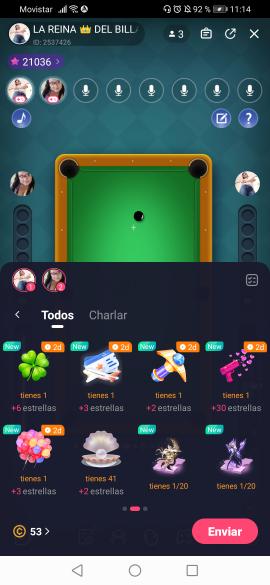 Movistar 92 % 11:14
LA REINA 👑 DEL BILL
ID: 2537426
3
21036 >
?
1 2
Todos Charlar
New 2d New 2d New 2d New 2d
tienes 1 tienes 1 tienes 1 tienes 1
+6 estrellas +3 estrellas +2 estrellas +30 estrellas
New 2d New New
tienes 1 tienes 41 tienes 1/20 tienes 1/20
+3 estrellas +2 estrellas
C 53 > Enviar